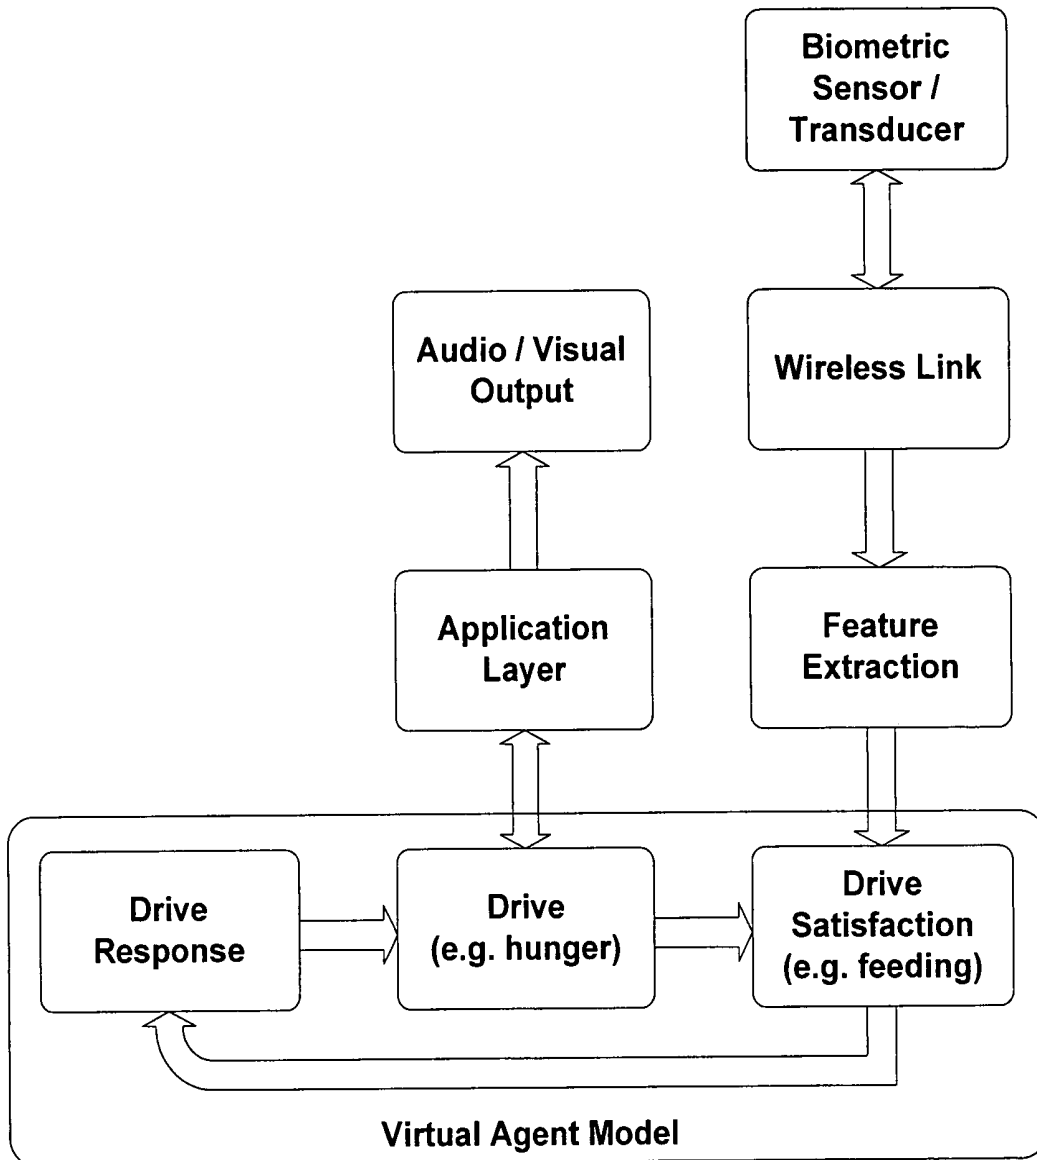 Biometric
Sensor /
Transducer
Audio / Visual
Output
Wireless Link
Application
Layer
Feature
Extraction
Drive
Response
Drive
(e.g. hunger)
Drive
Satisfaction
(e.g. feeding)
Virtual Agent Model